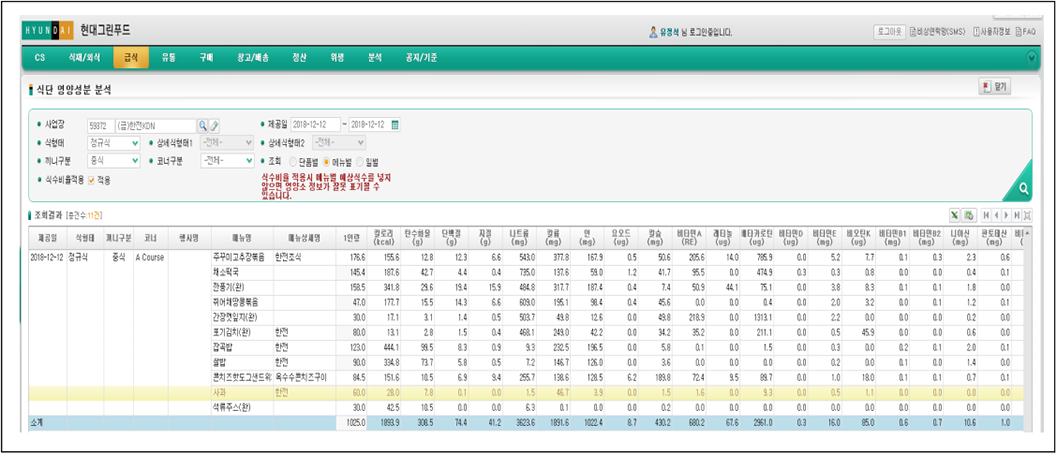 HYUNDAI 현대그린푸드
유정석 님 로그인중입니다.
로그아웃 비상연락망(SMS) 사용자정보 FAQ
CS 식재/외식 급식 유통 구매 창고/배송 정산 위생 분석 공지/기준
식단 영양성분 분석
닫기
사업장 59372 (급)한전KDN 제공일 2018-12-12 ~ 2018-12-12
식형태 정규식 상세식형태1 -전체- 상세식형태2 -전체-
끼니구분 중식 코너구분 -전체- 조회 단품별 메뉴별 일별
식수비율적용 적용
식수비율 적용시 메뉴별 예상식수를 넣지
않으면 영양소 정보가 잘못 표기될 수
있습니다.
조회결과 [총건수:11건]
제공일 식형태 끼니구분 코너 행사명 메뉴명 메뉴상세명 1인량 칼로리(kcal) 탄수화물(g) 단백질(g) 지질(g) 나트륨(mg) 칼륨(mg) 인(mg) 요오드(ug) 칼슘(mg) 비타민A(RE) 레티놀(ug) 베타카로틴(ug) 비타민D(ug) 비타민E(mg) 비오틴K(ug) 비타민B1(mg) 비타민B2(mg) 나이신(mg) 판토테산(mg)
2018-12-12 정규식 중식 A Course 주꾸미고추장볶음 한전조식 176.6 155.6 12.8 12.3 6.6 543.0 377.8 167.9 0.5 50.6 205.6 14.0 785.9 0.0 5.2 7.7 0.1 0.3 2.3 0.6
채소떡국 145.4 187.6 42.7 4.4 0.4 735.0 137.6 59.0 1.2 41.7 95.5 0.0 474.9 0.3 0.3 0.8 0.0 0.0 0.4 0.1
깐풍기(완) 158.5 341.8 29.6 19.4 15.9 484.8 317.7 187.4 0.4 7.4 50.9 44.1 75.1 0.0 3.8 8.3 0.1 0.1 1.8 0.0
쥐어채땅콩볶음 47.0 177.7 15.5 14.3 6.6 609.0 195.1 98.4 0.4 45.6 0.0 0.0 0.4 0.0 2.0 3.2 0.0 0.1 1.2 0.1
간장깻잎지(완) 30.0 17.1 3.1 1.4 0.5 503.7 49.8 12.6 0.0 49.8 218.9 0.0 1313.1 0.0 2.2 0.0 0.0 0.0 0.2 0.0
포기김치(완) 한전 80.0 13.1 2.8 1.5 0.4 468.1 249.0 42.2 0.0 34.2 35.2 0.0 211.1 0.0 0.5 45.9 0.0 0.0 0.6 0.0
잡곡밥 한전 123.0 444.1 99.5 8.3 0.9 9.3 232.5 196.5 0.0 5.8 0.1 0.0 1.5 0.0 0.3 0.0 0.2 0.1 2.0 0.1
쌀밥 한전 90.0 334.8 73.7 5.8 0.5 7.2 146.7 126.0 0.0 3.6 0.0 0.0 0.0 0.0 0.2 0.0 0.1 0.0 1.4 0.0
콘치즈핫도그샌드위 옥수수콘치즈구이 84.5 151.6 10.5 6.9 9.4 255.7 138.6 128.5 6.2 189.8 72.4 9.5 89.7 0.0 1.0 18.0 0.1 0.1 0.7 0.1
사과 한전 60.0 28.0 7.8 0.1 0.0 1.5 46.7 3.9 0.0 1.5 1.6 0.0 9.3 0.0 0.5 1.1 0.0 0.0 0.0 0.0
석류주스(완) 30.0 42.5 10.5 0.0 0.0 6.3 0.1 0.0 0.0 0.2 0.0 0.0 0.0 0.0 0.0 0.0 0.0 0.0 0.0 0.0
소계 1025.0 1893.9 308.5 74.4 41.2 3623.6 1891.6 1022.4 8.7 430.2 680.2 67.6 2961.0 0.3 16.0 85.0 0.6 0.7 10.6 1.0